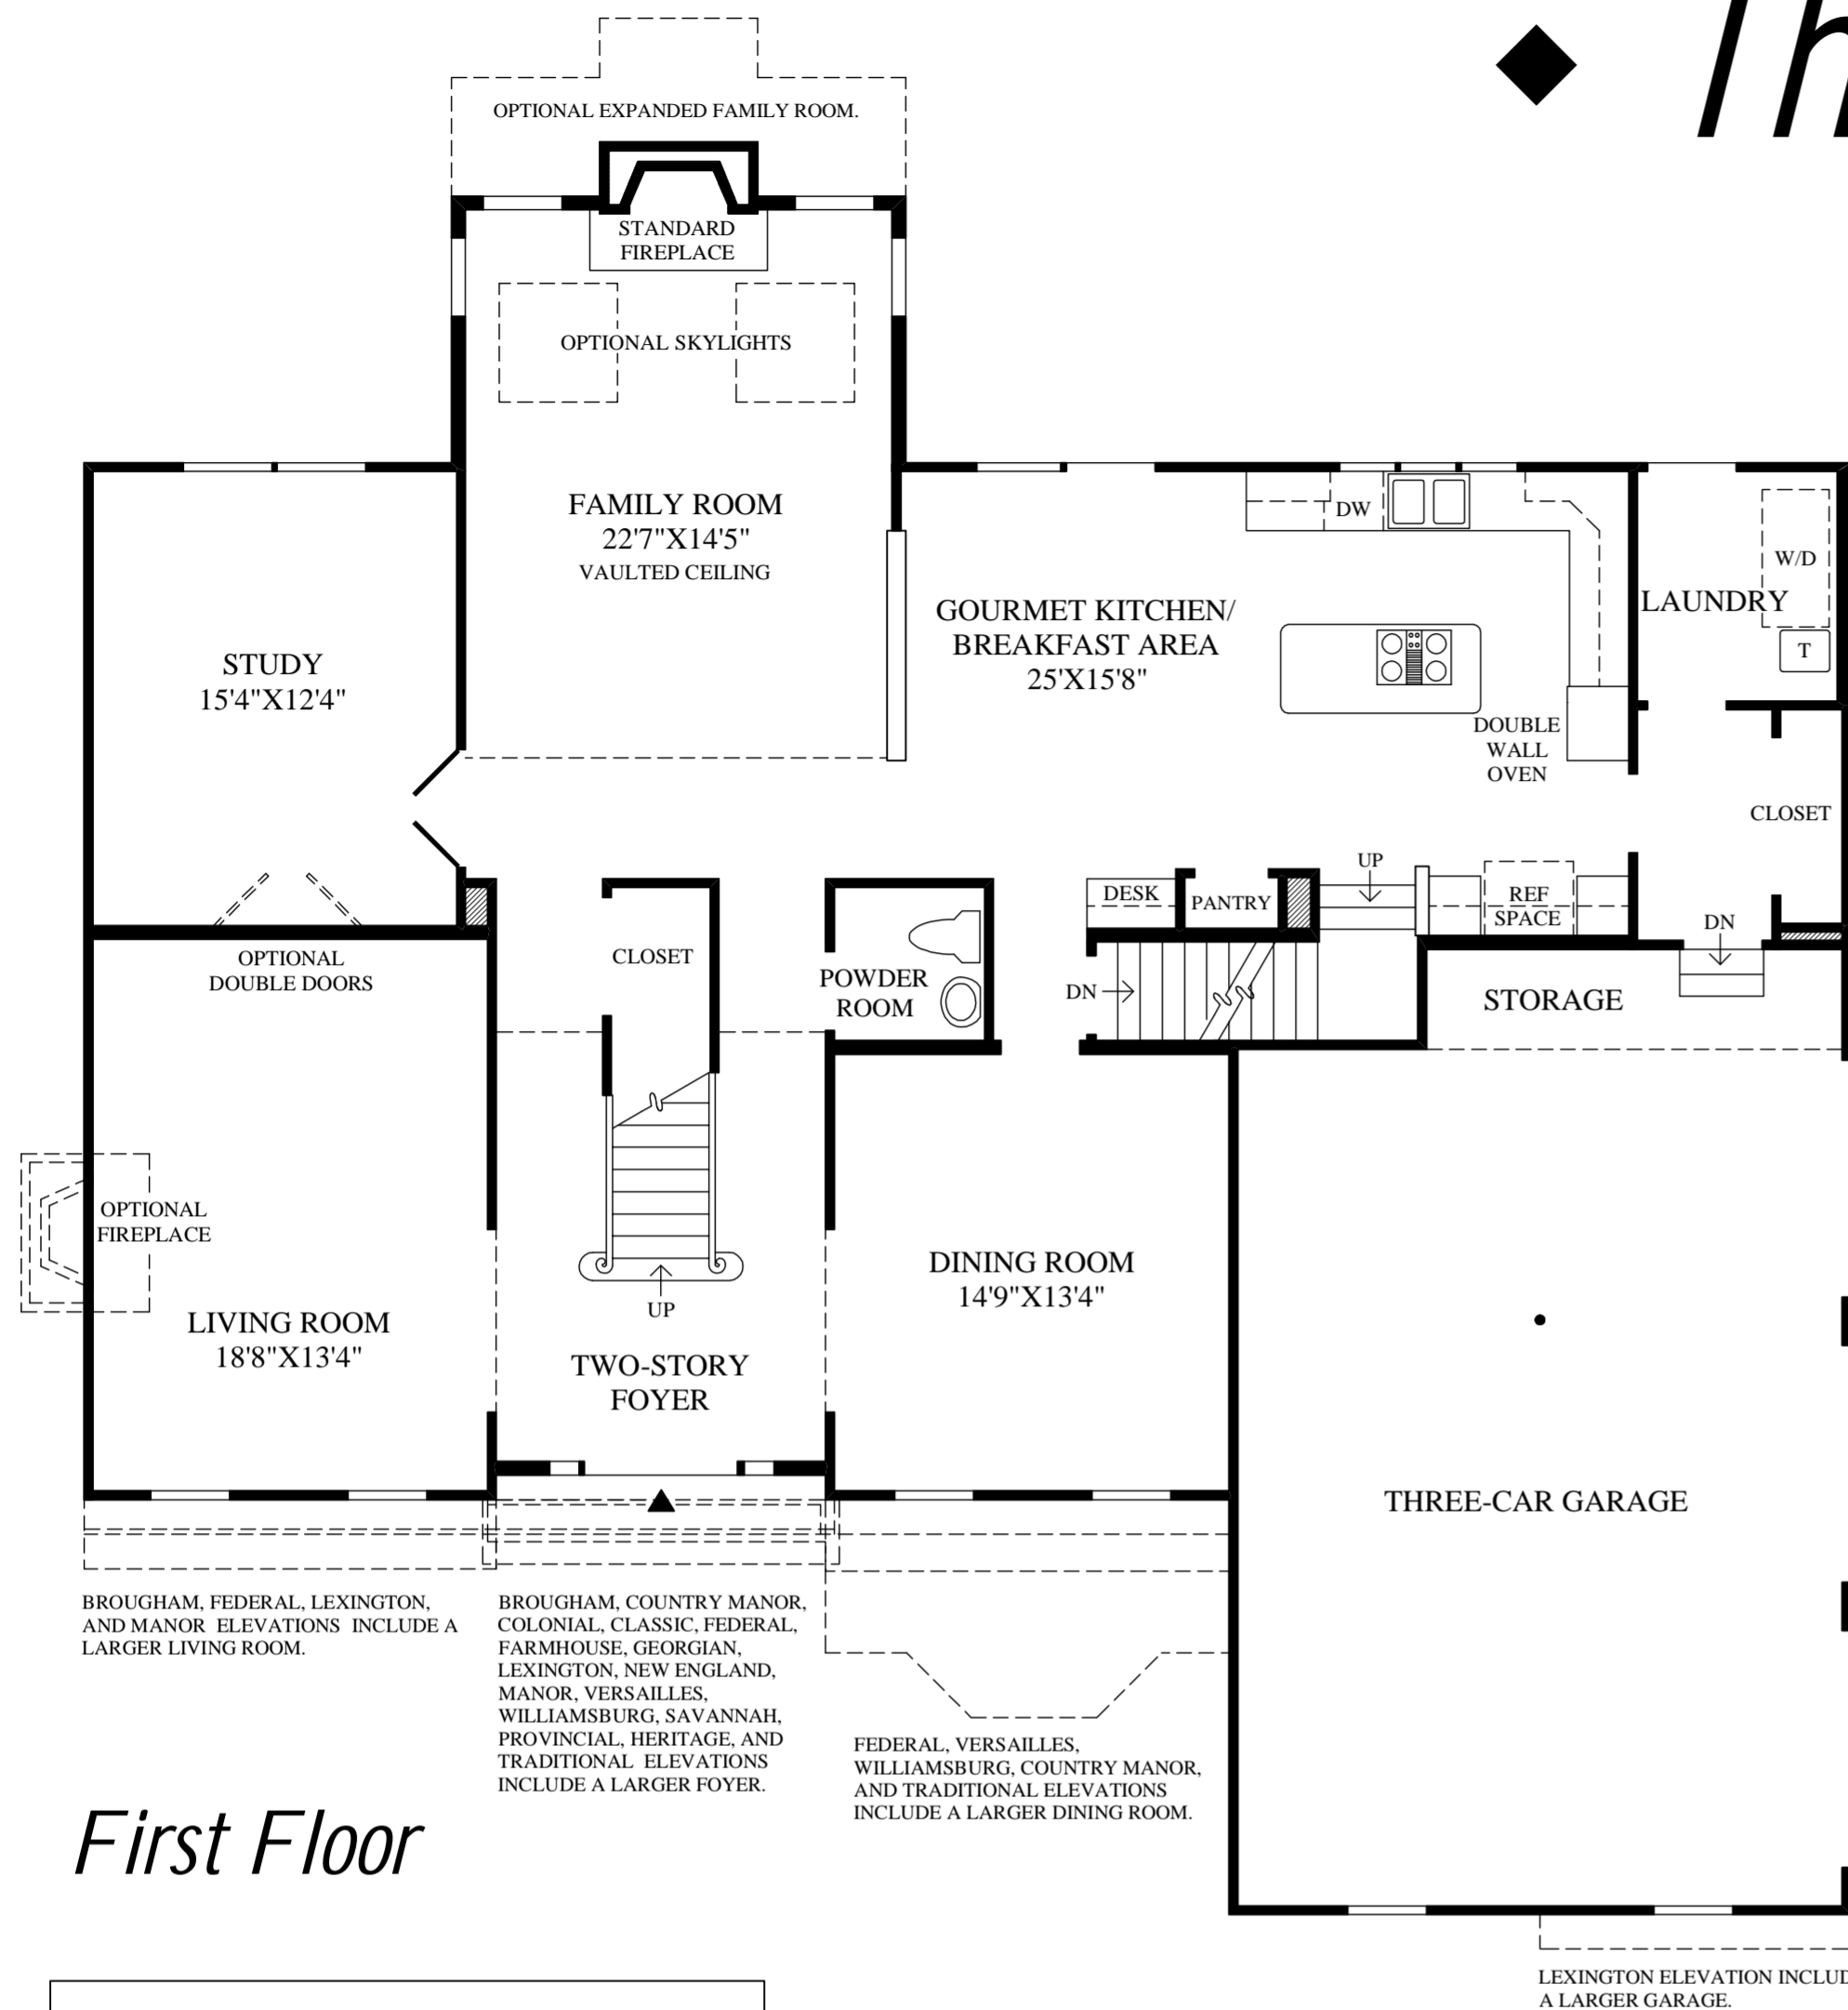 Th
OPTIONAL EXPANDED FAMILY ROOM.
STANDARD
FIREPLACE
OPTIONAL SKYLIGHTS
FAMILY ROOM
22'7"X14'5"
VAULTED CEILING
DW
W/D
LAUNDRY
T
GOURMET KITCHEN/
BREAKFAST AREA
25'X15'8"
STUDY
15'4"X12'4"
DOUBLE
WALL
OVEN
CLOSET
UP
DESK
PANTRY
REF
SPACE
DN
OPTIONAL
DOUBLE DOORS
CLOSET
POWDER
ROOM
DN
STORAGE
OPTIONAL
FIREPLACE
DINING ROOM
14'9"X13'4"
UP
LIVING ROOM
18'8"X13'4"
TWO-STORY
FOYER
THREE-CAR GARAGE
BROUGHAM, FEDERAL, LEXINGTON,
AND MANOR ELEVATIONS INCLUDE A
LARGER LIVING ROOM.
BROUGHAM, COUNTRY MANOR,
COLONIAL, CLASSIC, FEDERAL,
FARMHOUSE, GEORGIAN,
LEXINGTON, NEW ENGLAND,
MANOR, VERSAILLES,
WILLIAMSBURG, SAVANNAH,
PROVINCIAL, HERITAGE, AND
TRADITIONAL ELEVATIONS
INCLUDE A LARGER FOYER.
FEDERAL, VERSAILLES,
WILLIAMSBURG, COUNTRY MANOR,
AND TRADITIONAL ELEVATIONS
INCLUDE A LARGER DINING ROOM.
First Floor
LEXINGTON ELEVATION INCLUD
A LARGER GARAGE.